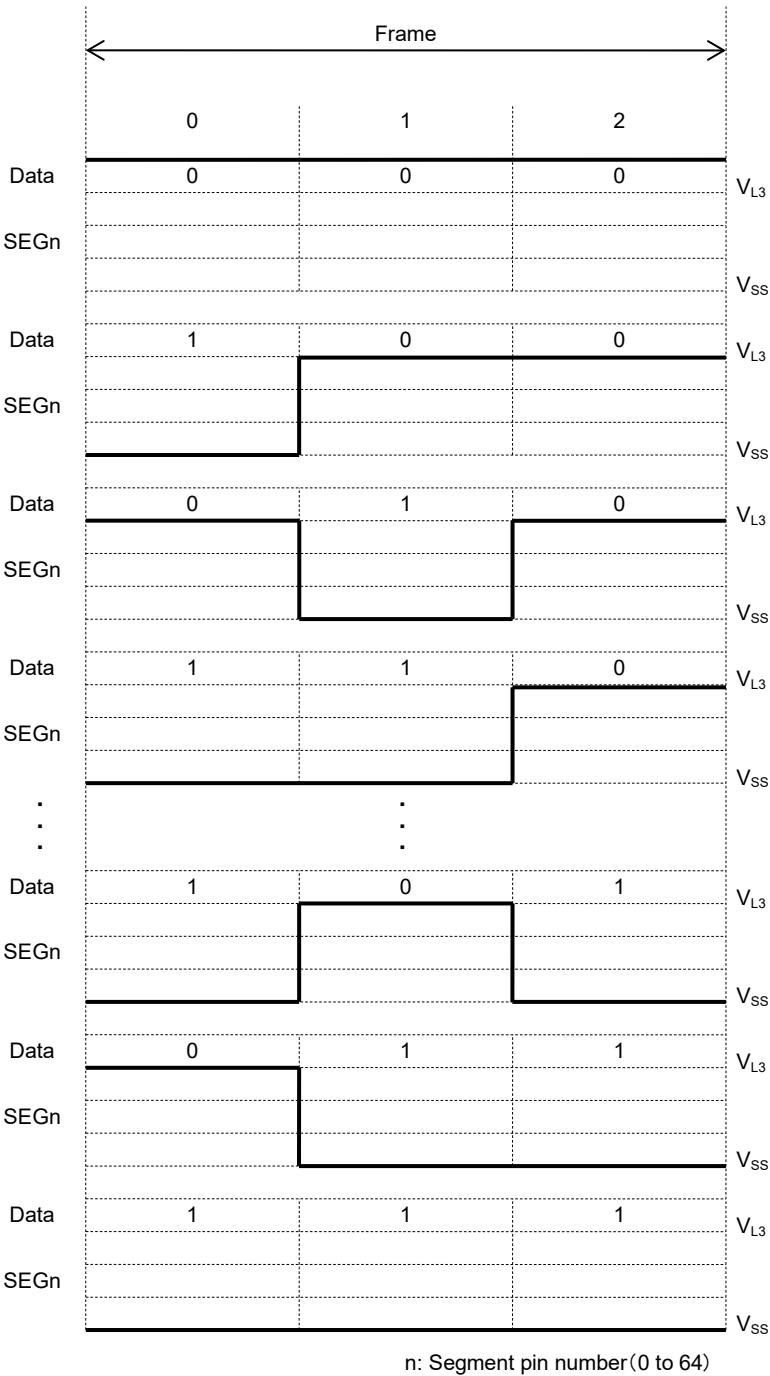 Frame
0 1 2
Data 0 0 0 VL3
SEGn
VSS
Data 1 0 0 VL3
SEGn
VSS
Data 0 1 0 VL3
SEGn
VSS
Data 1 1 0 VL3
SEGn
VSS
Data 1 0 1 VL3
SEGn
VSS
Data 0 1 1 VL3
SEGn
VSS
Data 1 1 1 VL3
SEGn
VSS
n: Segment pin number(0 to 64)